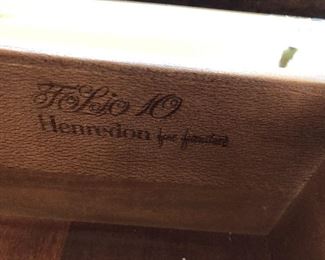 Folio 10
Henredon fine furniture